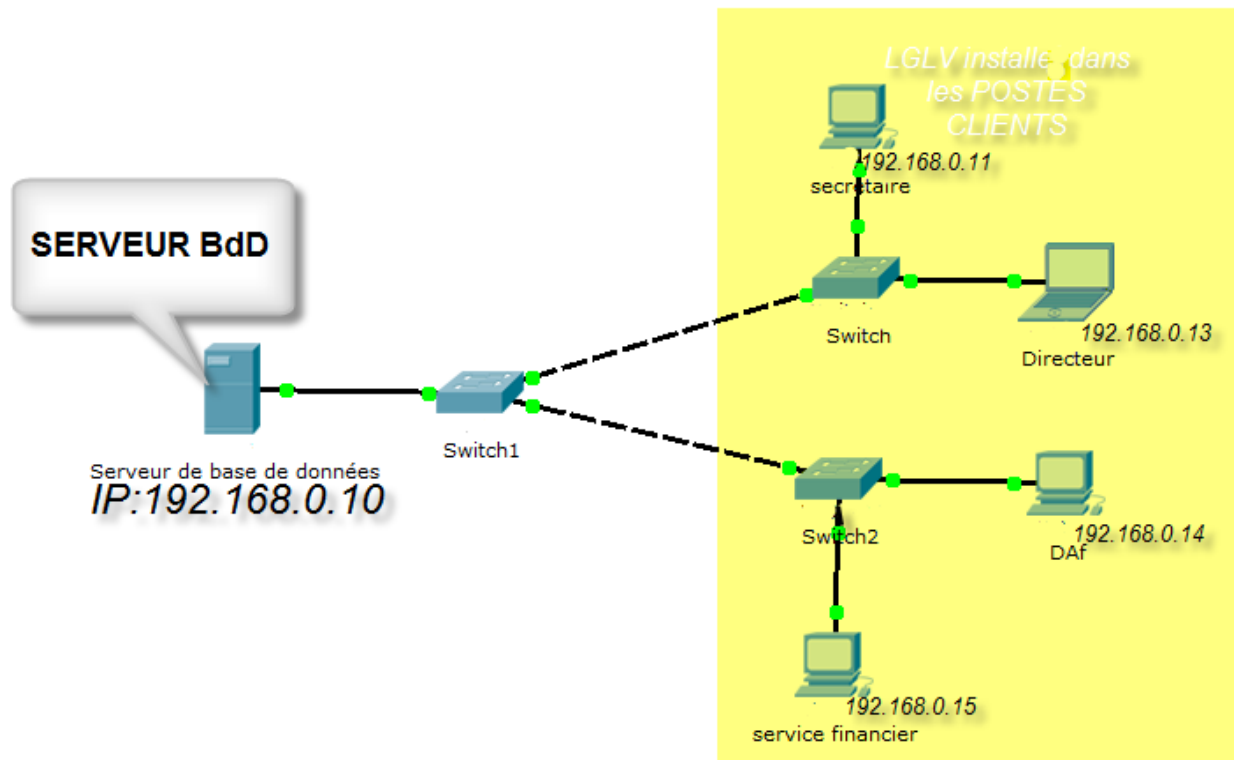 LGLV installé dans
les POSTES
CLIENTS
192.168.0.11
secrétaire
SERVEUR BdD
Switch
192.168.0.13
Directeur
Switch1
Serveur de base de données
IP:192.168.0.10
Switch2
192.168.0.14
DAf
192.168.0.15
service financier